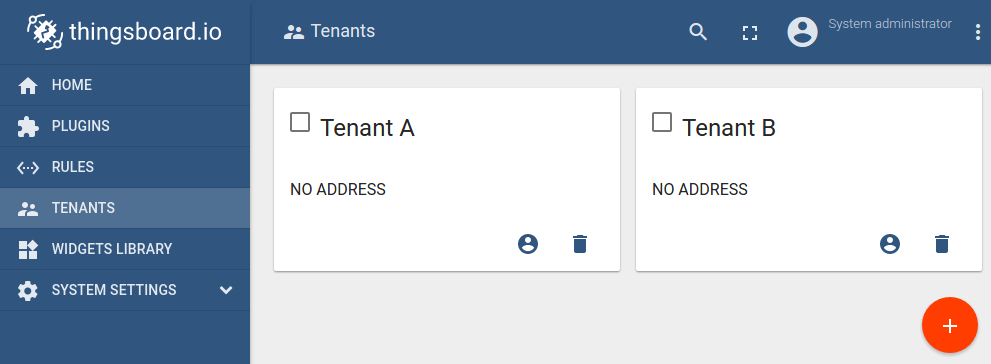 thingsboard.io
Tenants
System administrator
HOME
PLUGINS
RULES
TENANTS
WIDGETS LIBRARY
SYSTEM SETTINGS
Tenant A
NO ADDRESS
Tenant B
NO ADDRESS